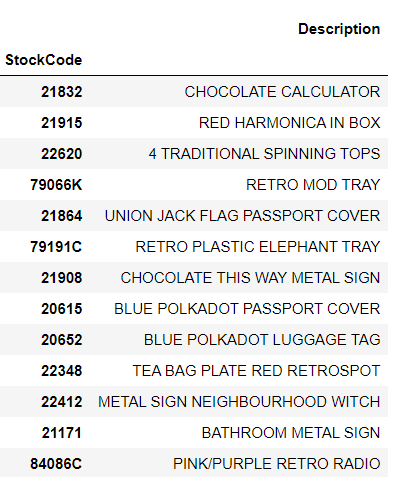 Description
StockCode
21832 CHOCOLATE CALCULATOR
21915 RED HARMONICA IN BOX
22620 4 TRADITIONAL SPINNING TOPS
79066K RETRO MOD TRAY
21864 UNION JACK FLAG PASSPORT COVER
79191C RETRO PLASTIC ELEPHANT TRAY
21908 CHOCOLATE THIS WAY METAL SIGN
20615 BLUE POLKADOT PASSPORT COVER
20652 BLUE POLKADOT LUGGAGE TAG
22348 TEA BAG PLATE RED RETROSPOT
22412 METAL SIGN NEIGHBOURHOOD WITCH
21171 BATHROOM METAL SIGN
84086C PINK/PURPLE RETRO RADIO